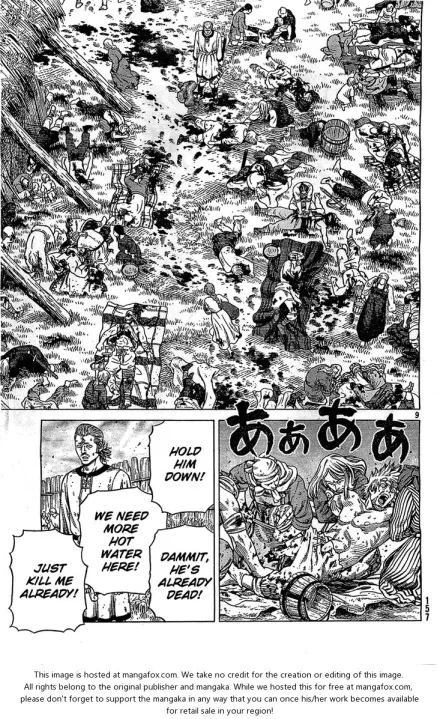 9
HOLD
HIM
DOWN!
WE NEED
MORE
HOT
WATER
HERE!
DAMMIT,
HE'S
ALREADY
DEAD!
JUST
KILL ME
ALREADY!
あぁあぁ
157
This image is hosted at mangafox.com. We take no credit for the creation or editing of this image.
All rights belong to the original publisher and mangaka. While we hosted this for free at mangafox.com,
please don't forget to support the mangaka in any way that you can once his/her work becomes available
for retail sale in your region!